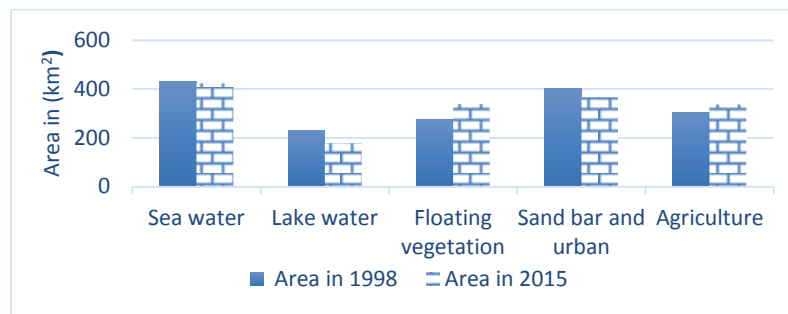 Area in (km²)
600
400
200
0
Sea water Lake water Floating Sand bar and Agriculture
vegetation urban
Area in 1998 Area in 2015